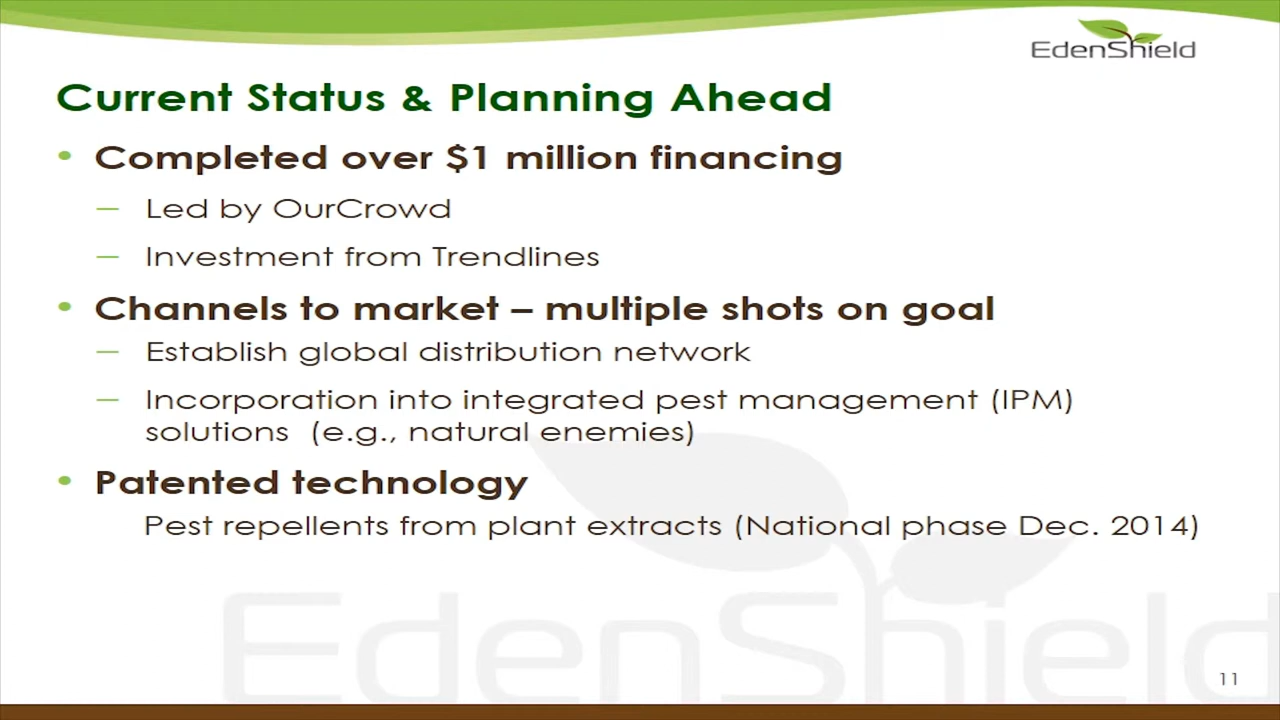 EdenShield
Current Status & Planning Ahead
• Completed over $1 million financing
– Led by OurCrowd
– Investment from Trendlines
• Channels to market – multiple shots on goal
– Establish global distribution network
– Incorporation into integrated pest management (IPM)
solutions (e.g., natural enemies)
• Patented technology
Pest repellents from plant extracts (National phase Dec. 2014)
EdenShield
11